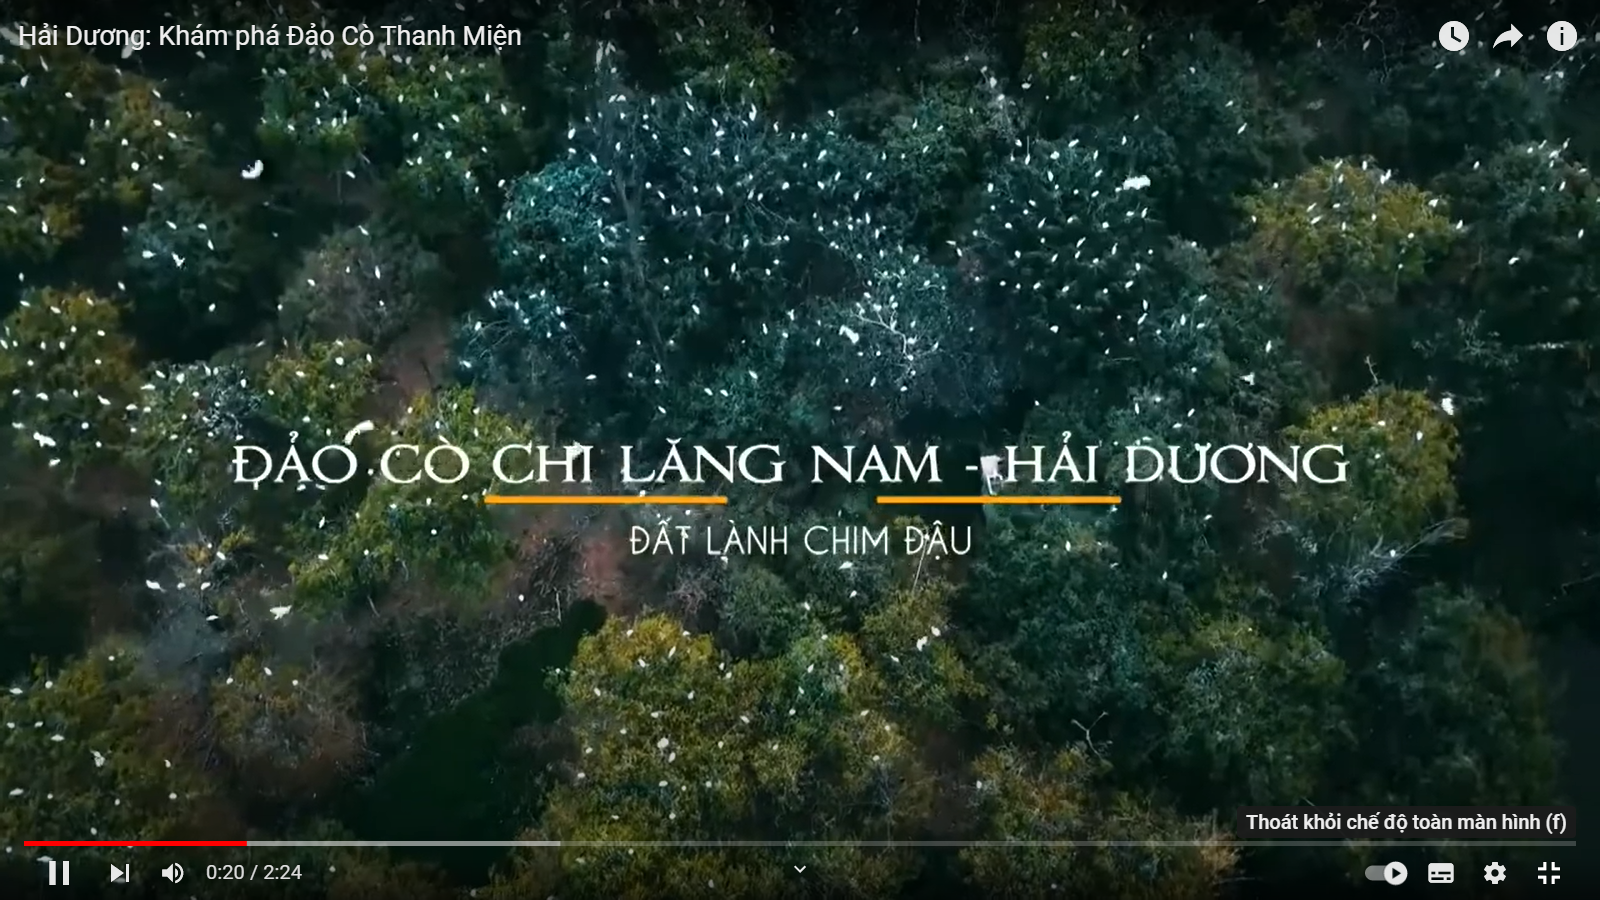 Hải Dương: Khám phá Đảo Cò Thanh Miện
ĐẢO CÒ CHI LĂNG NAM - HẢI DƯƠNG
ĐẤT LÀNH CHIM ĐẬU
Thoát khỏi chế độ toàn màn hình (f)
0:20 / 2:24